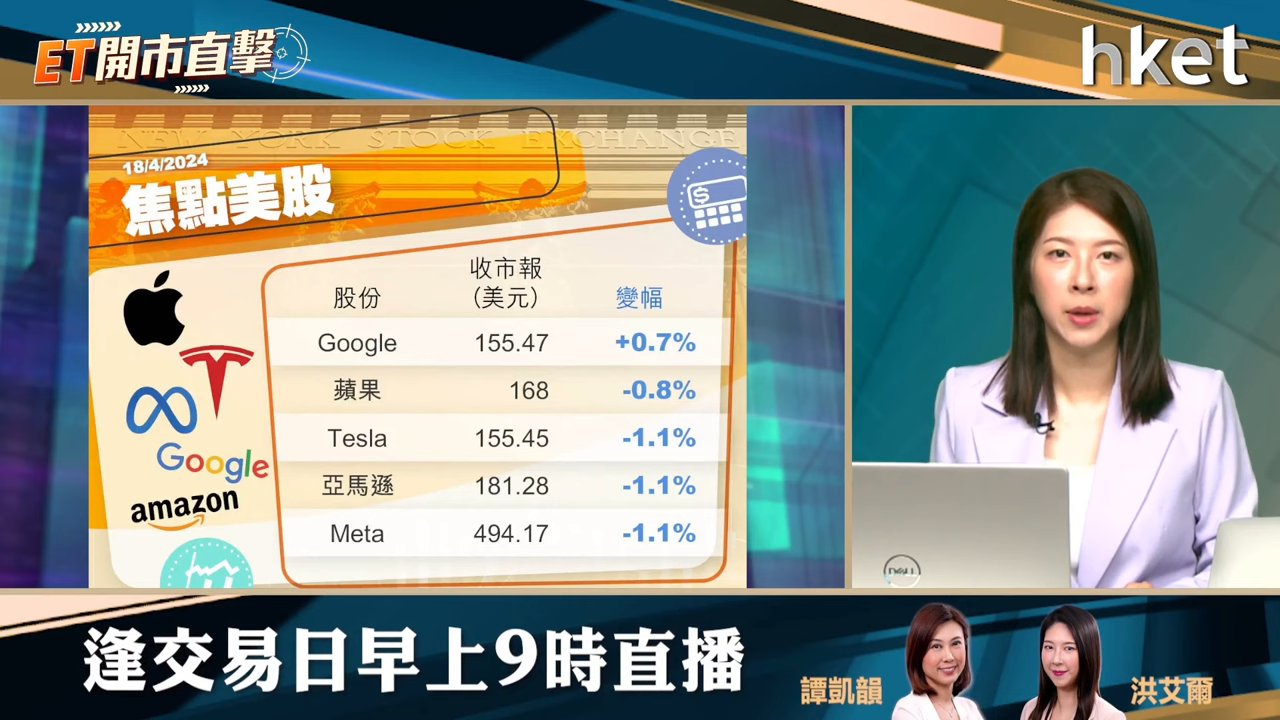 ET開市直擊
hket
NEW YORK STOCK EXCHANGE
18/4/2024
焦點美股
$
股份 收市報(美元) 變幅
Google 155.47 +0.7%
蘋果 168 -0.8%
Tesla 155.45 -1.1%
亞馬遜 181.28 -1.1%
Meta 494.17 -1.1%
Google
amazon
DELL
逢交易日早上9時直播
譚凱韻
洪艾爾